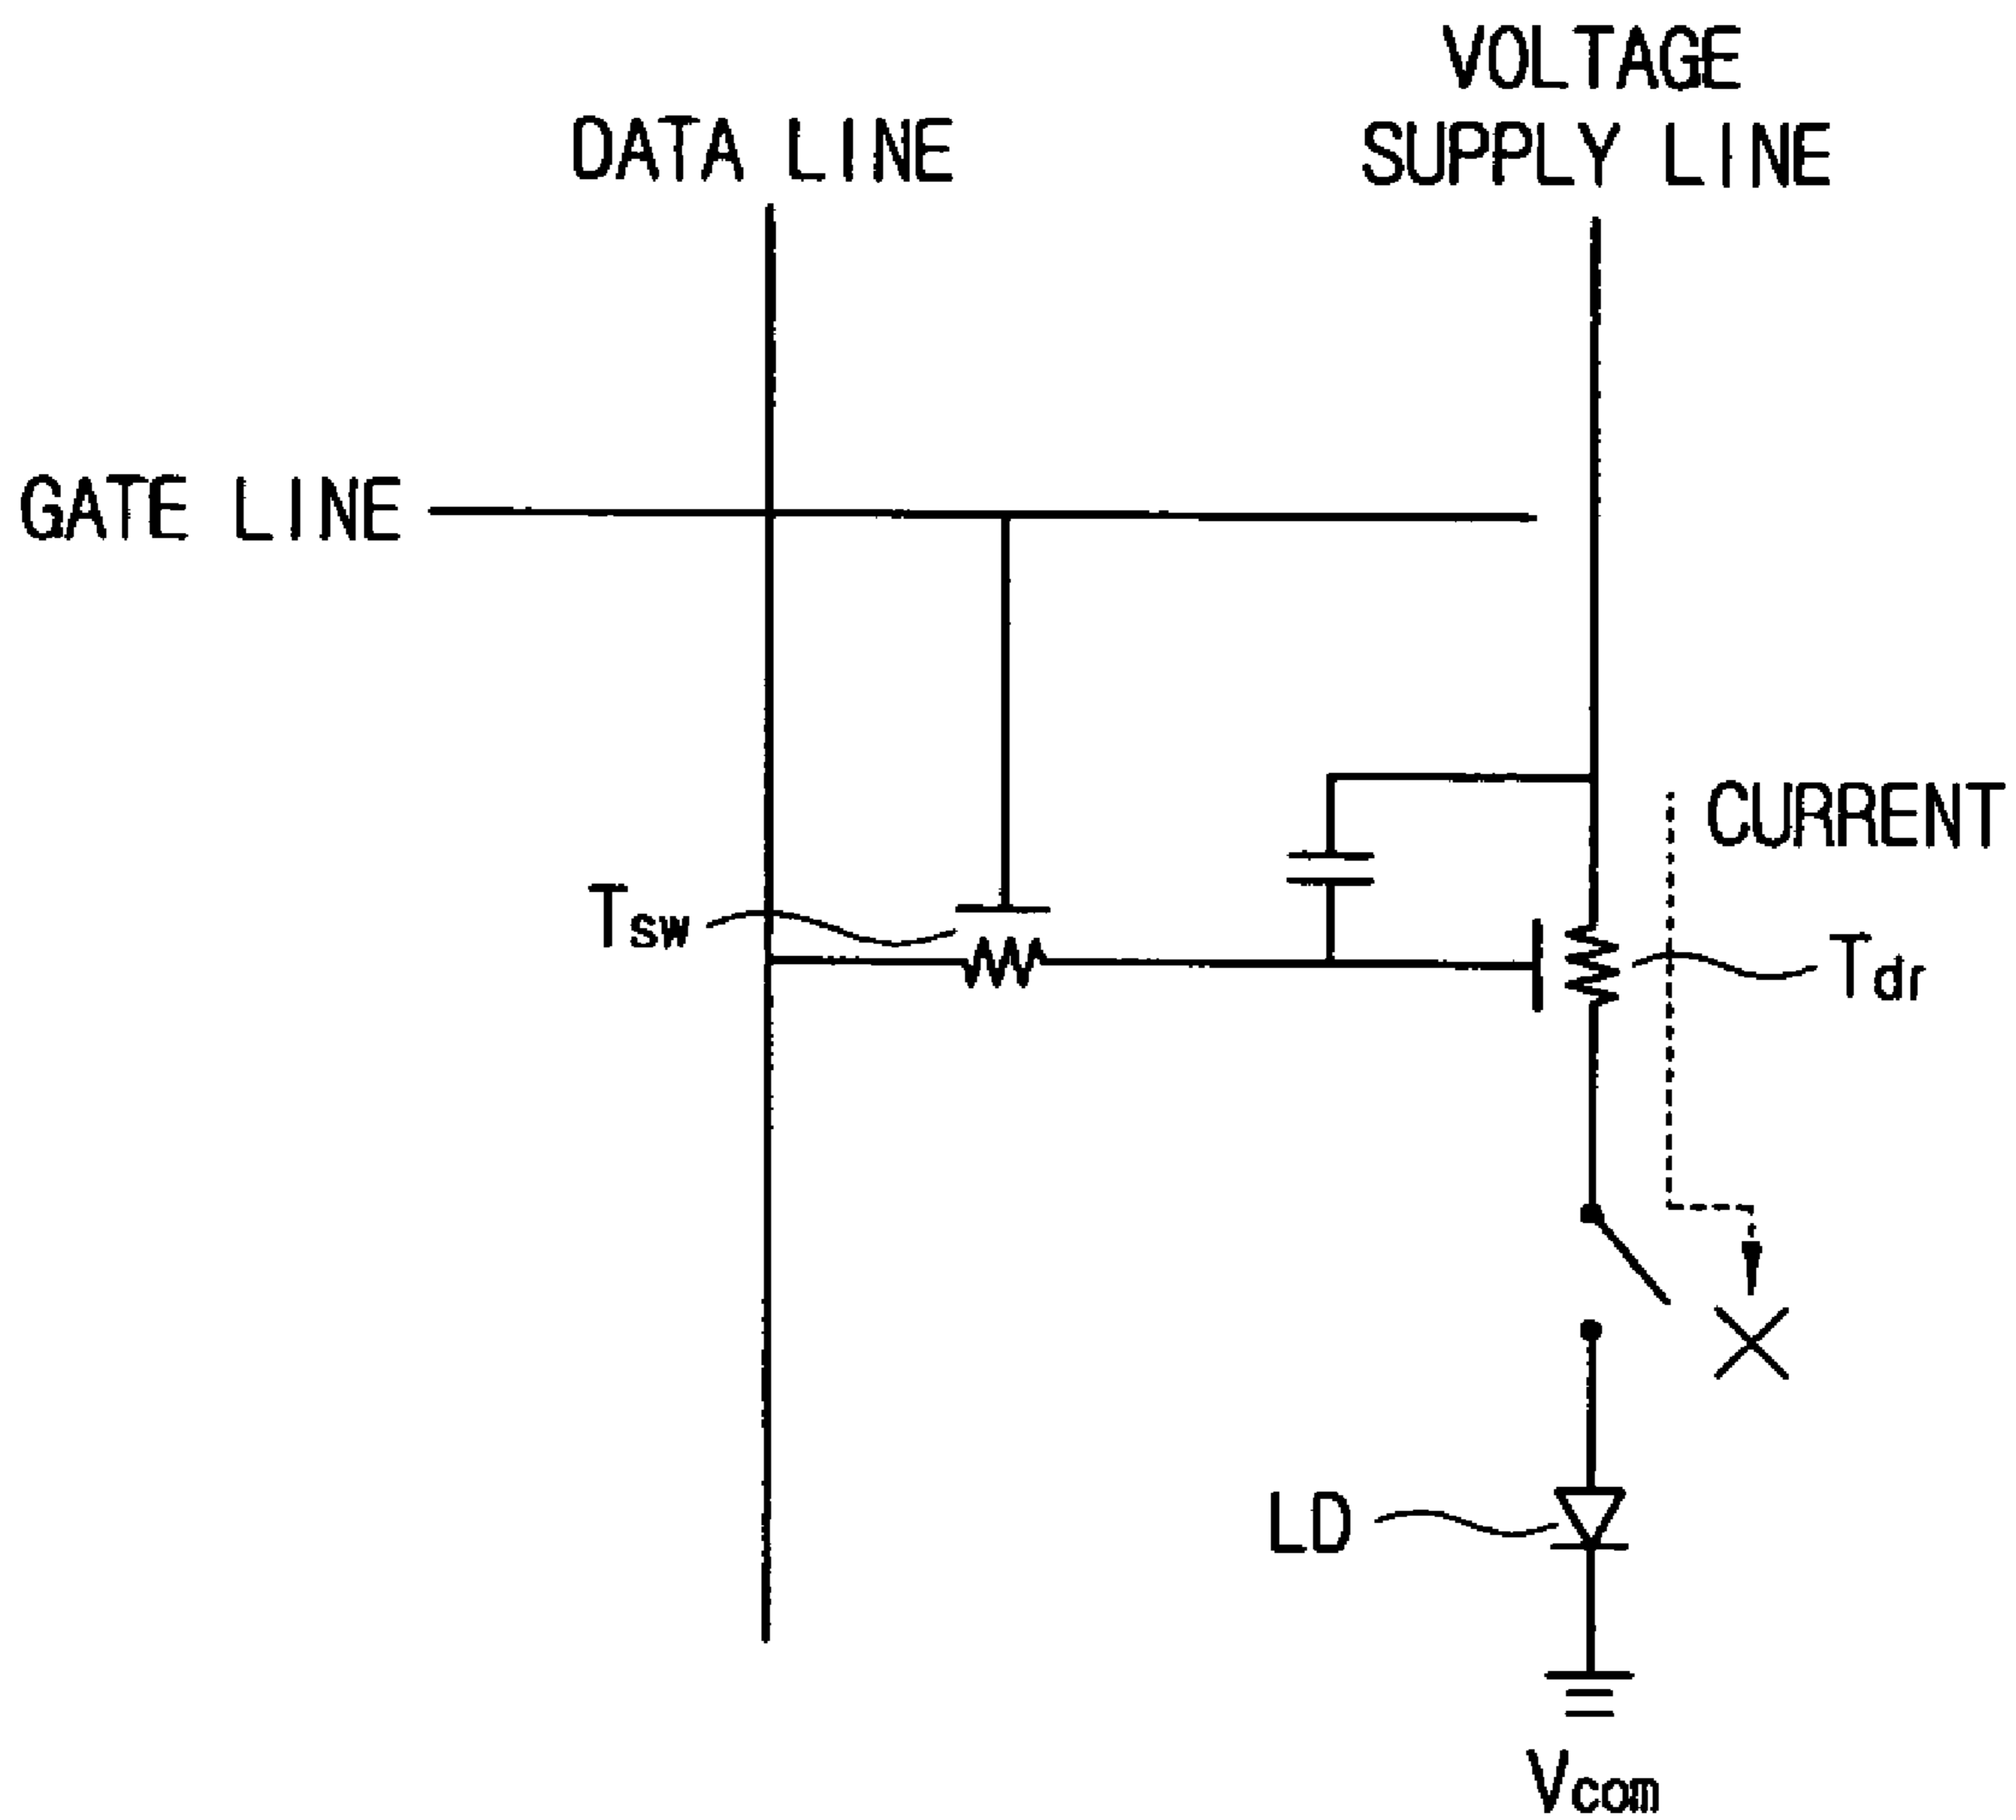 VOLTAGE
SUPPLY LINE
DATA LINE
GATE LINE
CURRENT
Tsw
Tdr
LD
Vcom